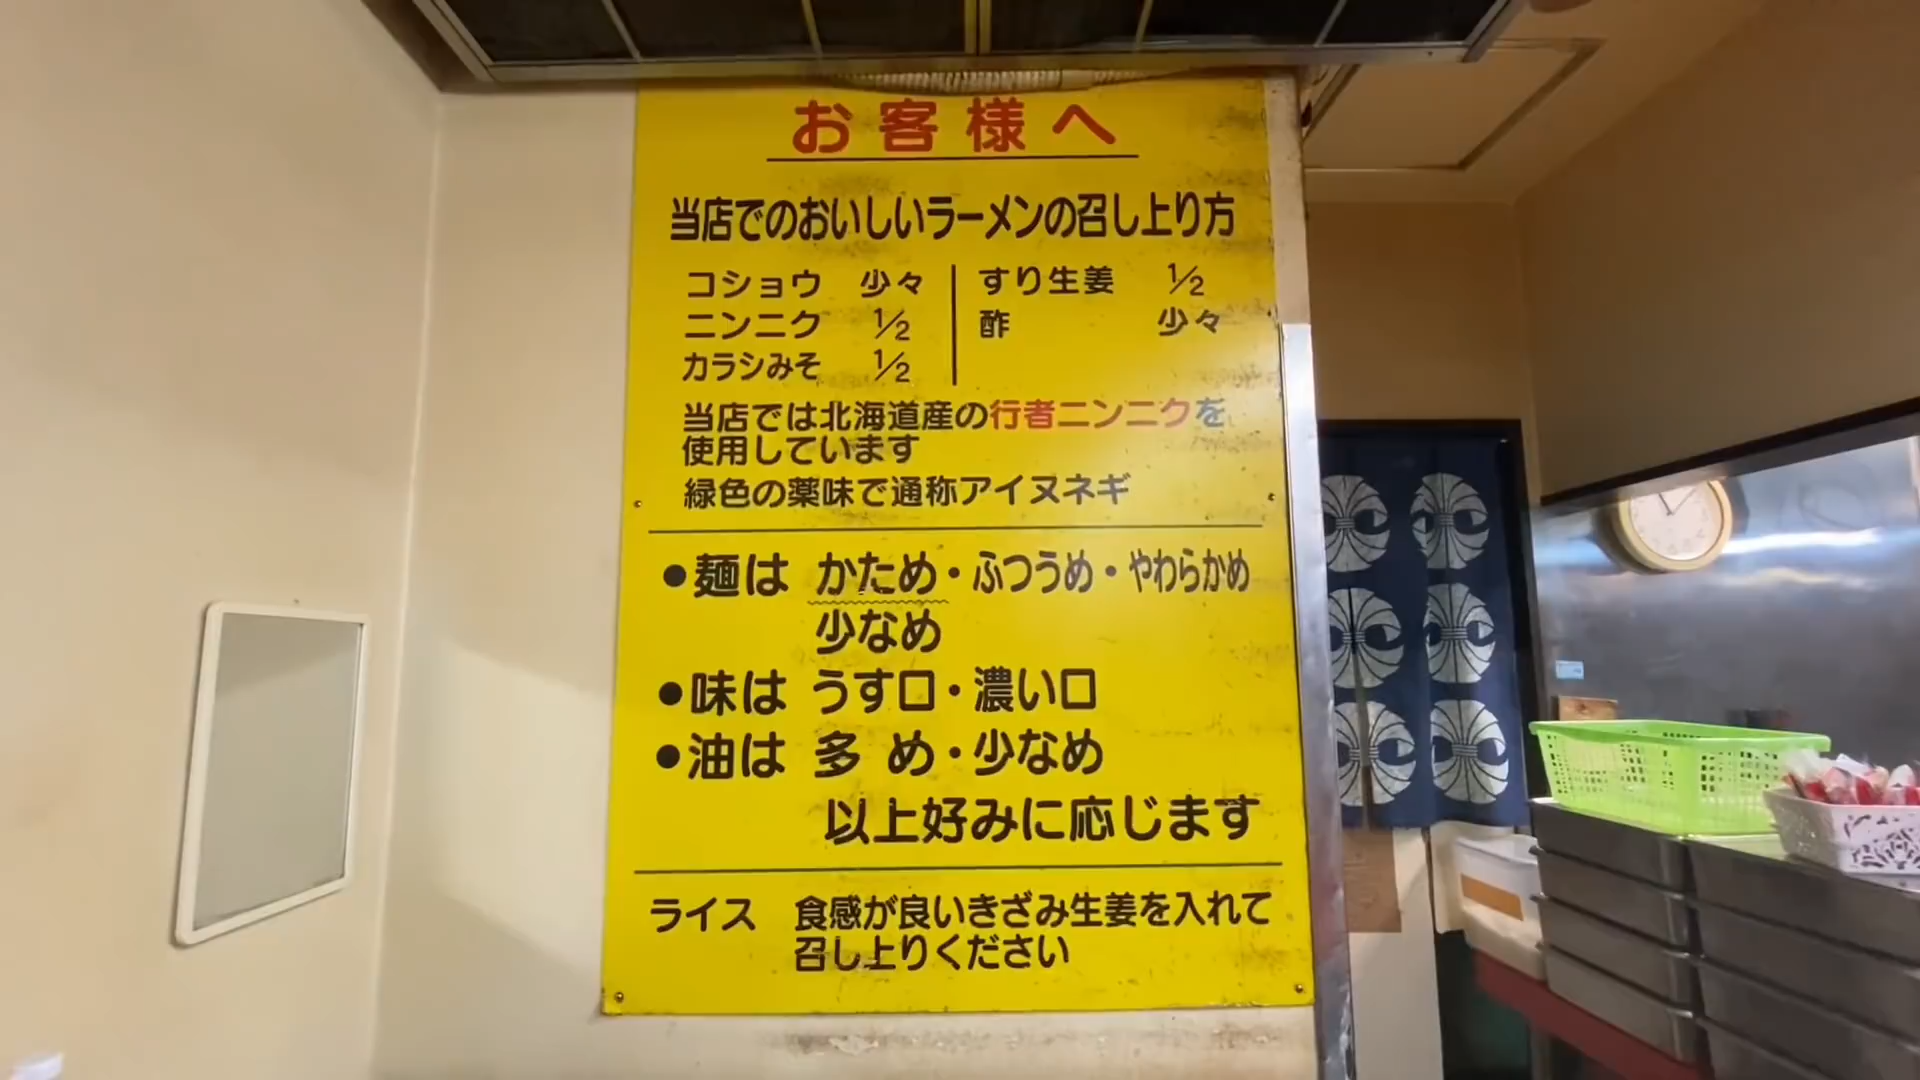 お客様へ
当店でのおいしいラーメンの召し上り方
コショウ 少々
ニンニク 1/2
カラシみそ 1/2
すり生姜 1/2
酢 少々
当店では北海道産の行者ニンニクを
使用しています
緑色の薬味で通称アイヌネギ
●麺は かため・ふつうめ・やわらかめ
少なめ
●味は うす口・濃い口
●油は 多め・少なめ
以上好みに応じます
ライス 食感が良いきざみ生姜を入れて
召し上りください